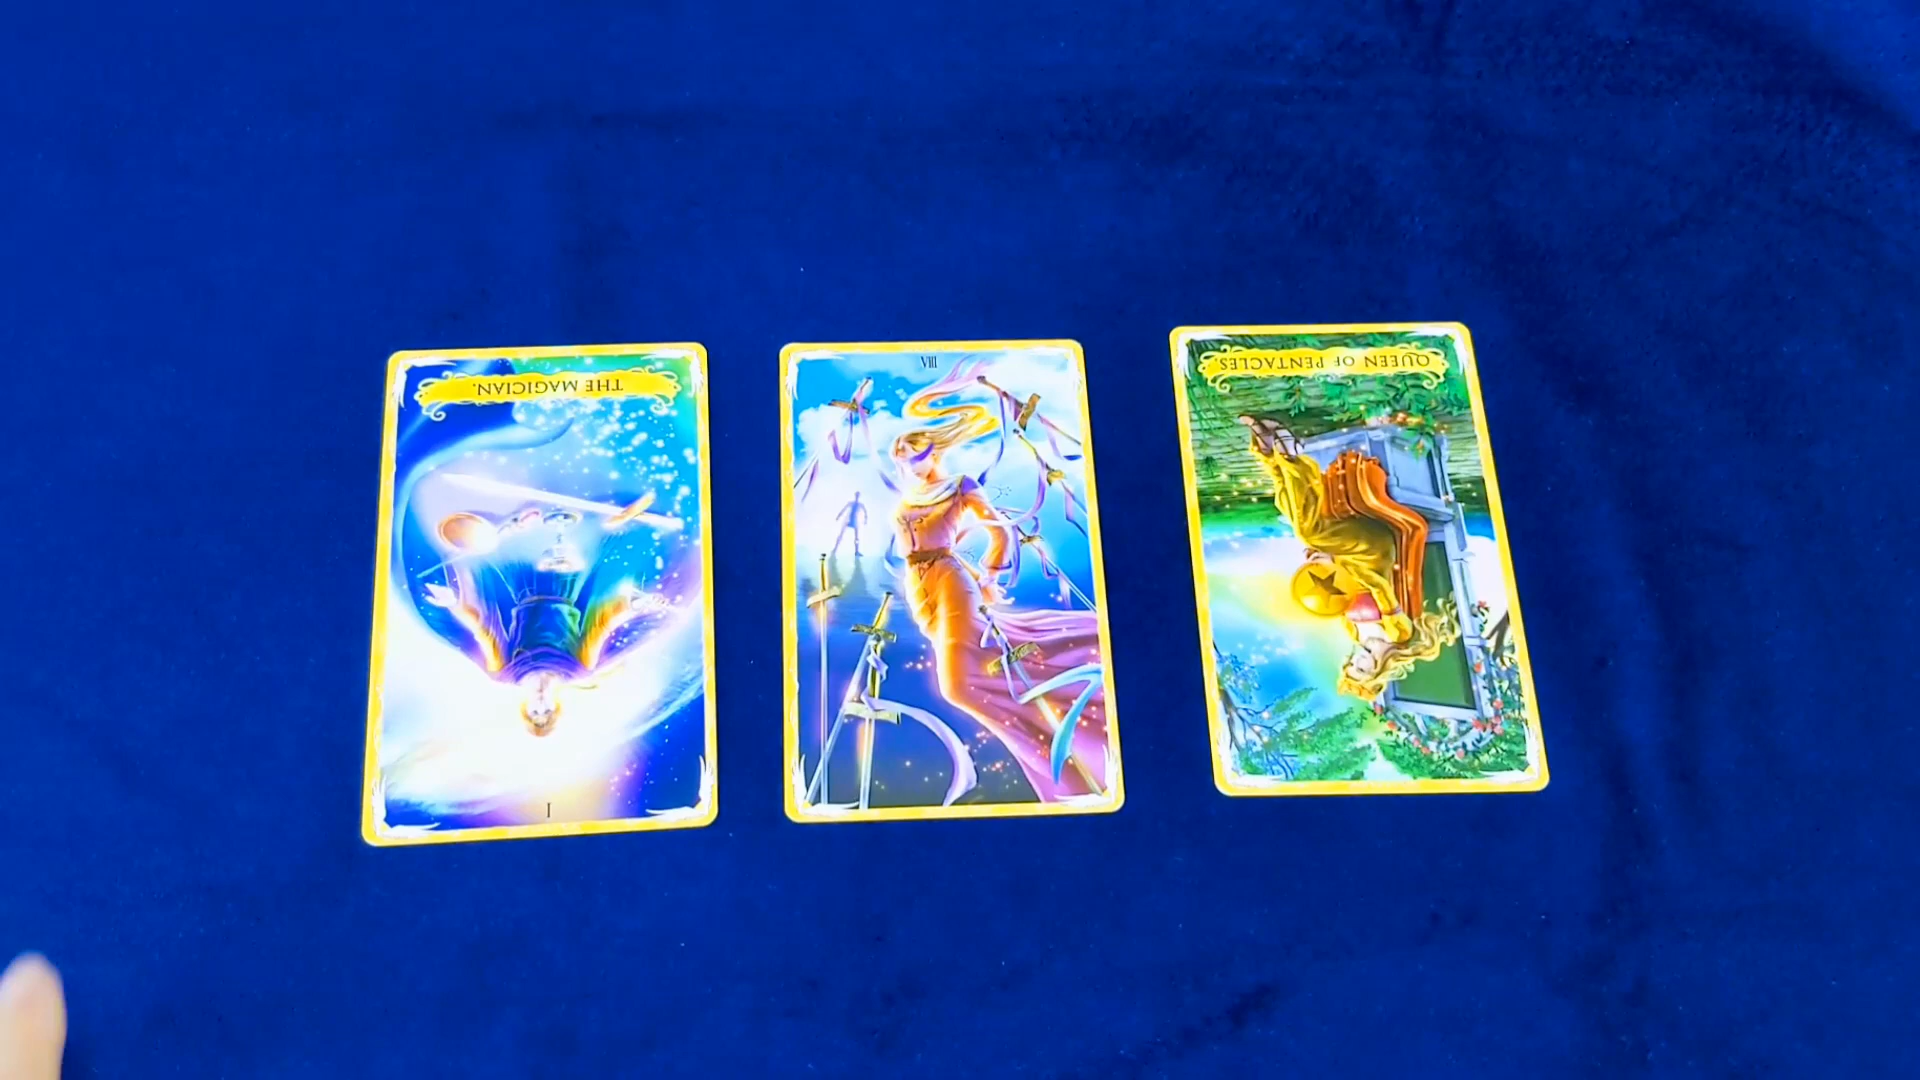 THE MAGICIAN.
I
VIII
QUEEN OF PENTACLES.